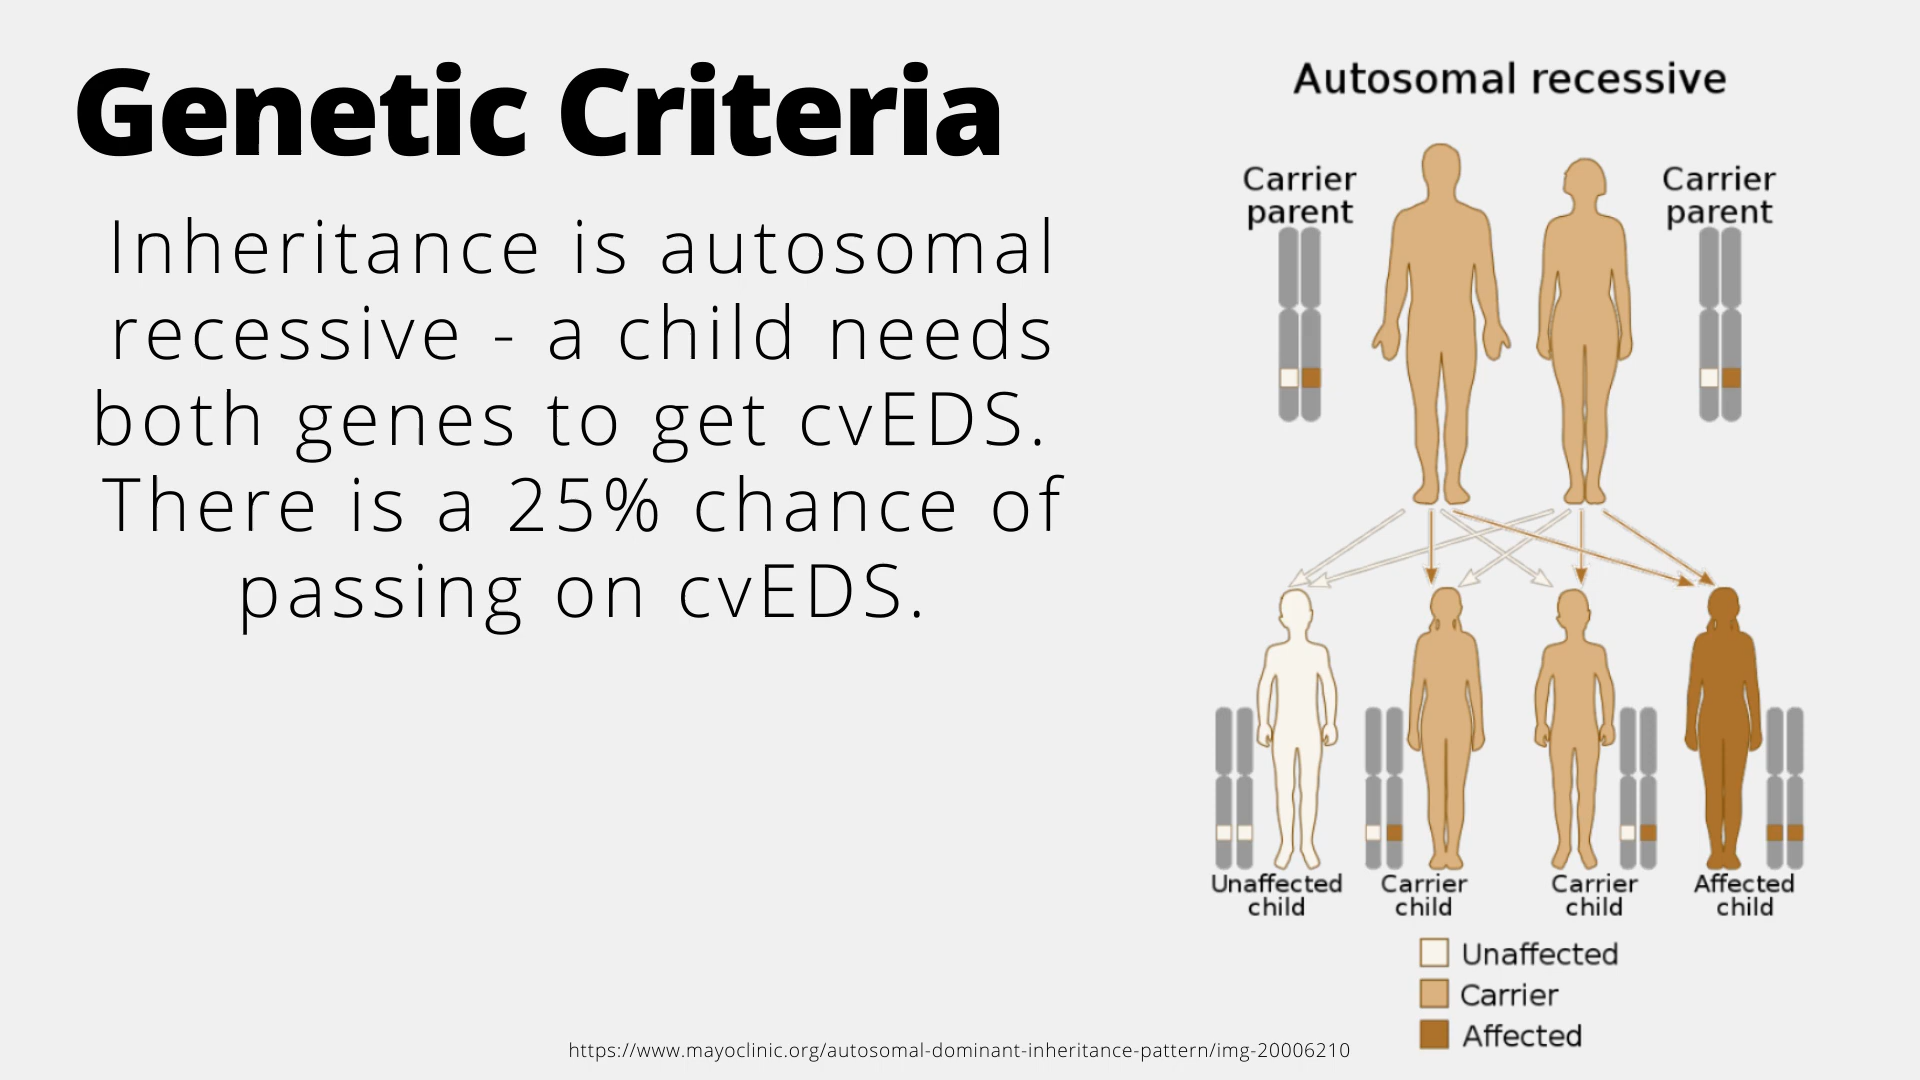 Genetic Criteria
Inheritance is autosomal
recessive - a child needs
both genes to get cvEDS.
There is a 25% chance of
passing on cvEDS.
Autosomal recessive
Carrier
parent
Carrier
parent
Unaffected
child
Carrier
child
Carrier
child
Affected
child
Unaffected
Carrier
Affected
https://www.mayoclinic.org/autosomal-dominant-inheritance-pattern/img-20006210